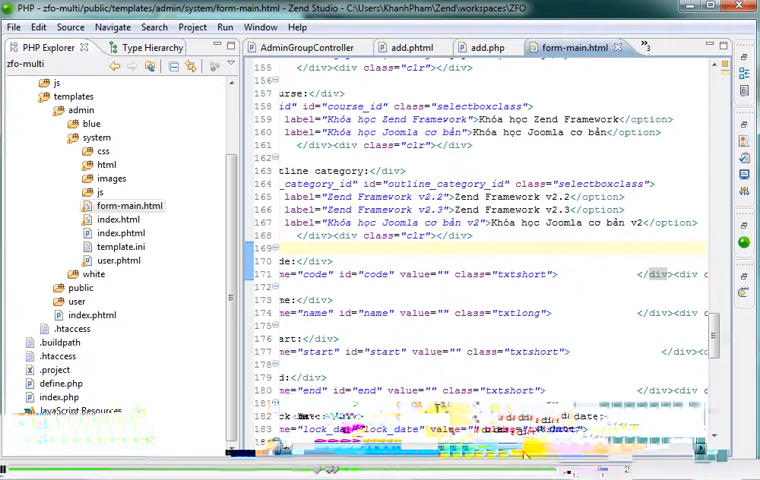 PHP - zfo-multi/public/templates/admin/system/form-main.html - Zend Studio - C:\Users\KhanhPham\Zend\workspaces\ZFO
File Edit Source Navigate Search Project Run Window Help
PHP Explorer Type Hierarchy
zfo-multi
js
templates
admin
blue
system
css
html
images
js
form-main.html
index.html
index.phtml
template.ini
user.phtml
white
public
user
index.phtml
.htaccess
.buildpath
.htaccess
.project
define.php
index.php
JavaScript Resources
AdminGroupController add.phtml add.php form-main.html 3
155 </div><div class="clr"></div>
156
157 urse:</div>
158 id" id="course_id" class="selectboxclass">
159 label="Khóa học Zend Framework">Khóa học Zend Framework</option>
160 label="Khóa học Joomla cơ bản">Khóa học Joomla cơ bản</option>
161 </div><div class="clr"></div>
162
163 tline category:</div>
164 _category_id" id="outline_category_id" class="selectboxclass">
165 label="Zend Framework v2.2">Zend Framework v2.2</option>
166 label="Zend Framework v2.3">Zend Framework v2.3</option>
167 label="Khóa học Joomla cơ bản v2">Khóa học Joomla cơ bản v2</option>
168 </div><div class="clr"></div>
169
170 de:</div>
171 me="code" id="code" value="" class="txtshort"> </div><div c
172
173 me:</div>
174 me="name" id="name" value="" class="txtlong"> </div><div c
175
176 art:</div>
177 me="start" id="start" value="" class="txtshort"> </div><d
178
179 d:</div>
180 me="end" id="end" value="" class="txtshort"> </div><div
181
182
183 me="lock_date"